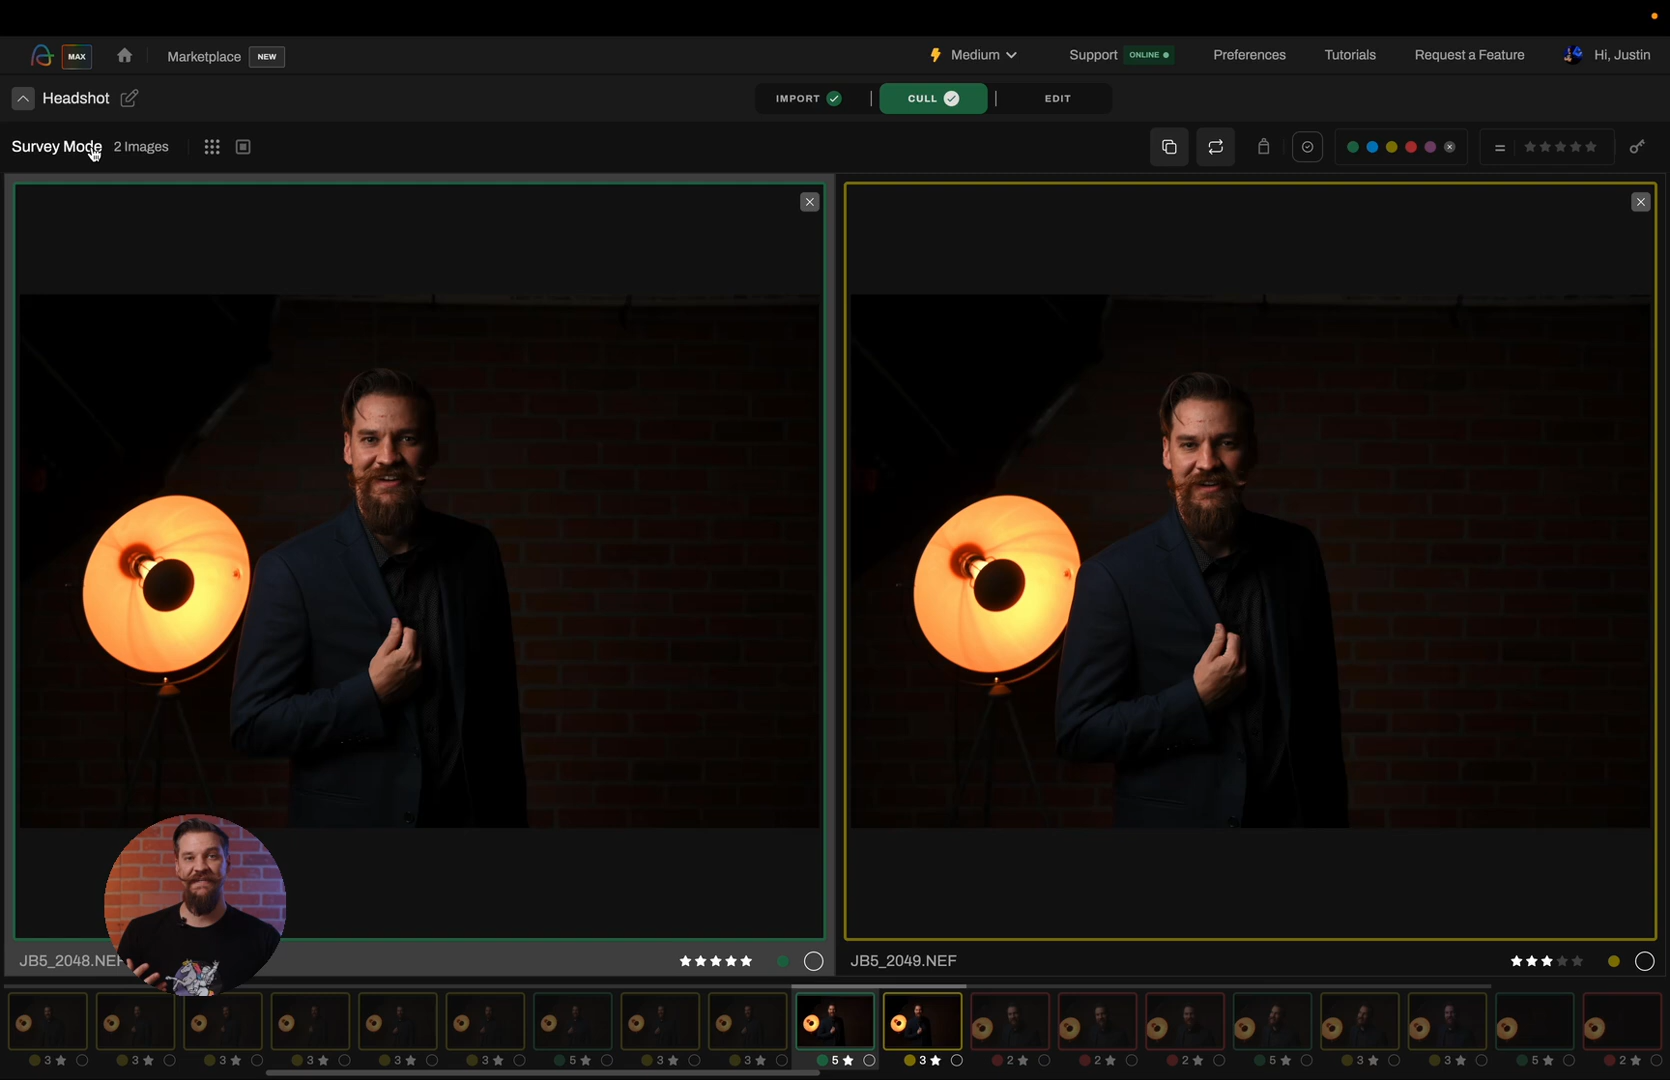 MAX Marketplace NEW Medium Support ONLINE Preferences Tutorials Request a Feature Hi, Justin
Headshot IMPORT CULL EDIT
Survey Mode 2 Images =
JB5_2048.NEF JB5_2049.NEF
3 3 3 3 3 3 5 3 3 5 3 2 2 2 5 3 3 5 2